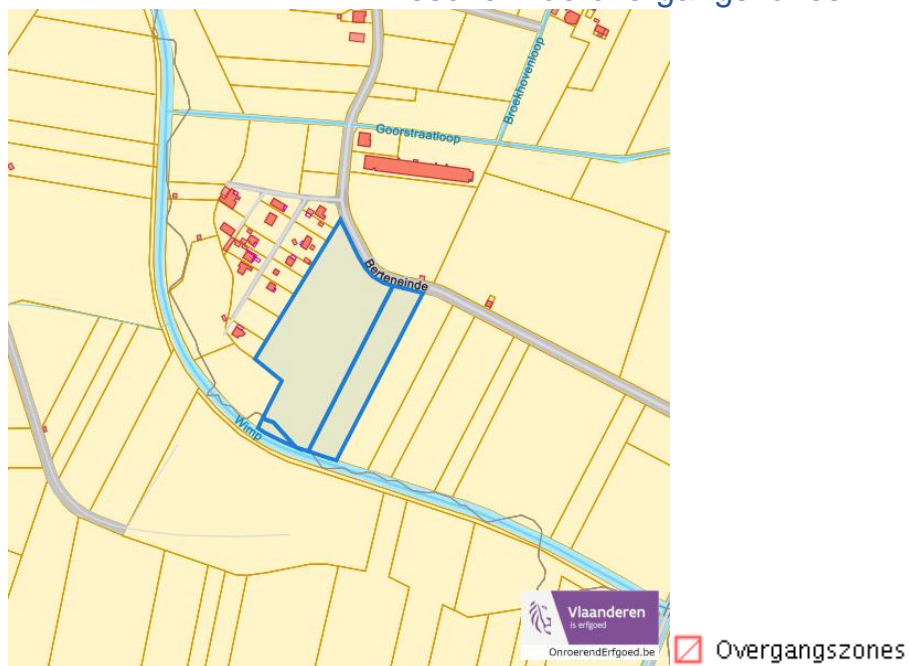 Broekhovenloop
Goorstraatloop
Berteneinde
Wimp
Vlaanderen
is erfgoed
OnroerendErfgoed.be
Overgangszones